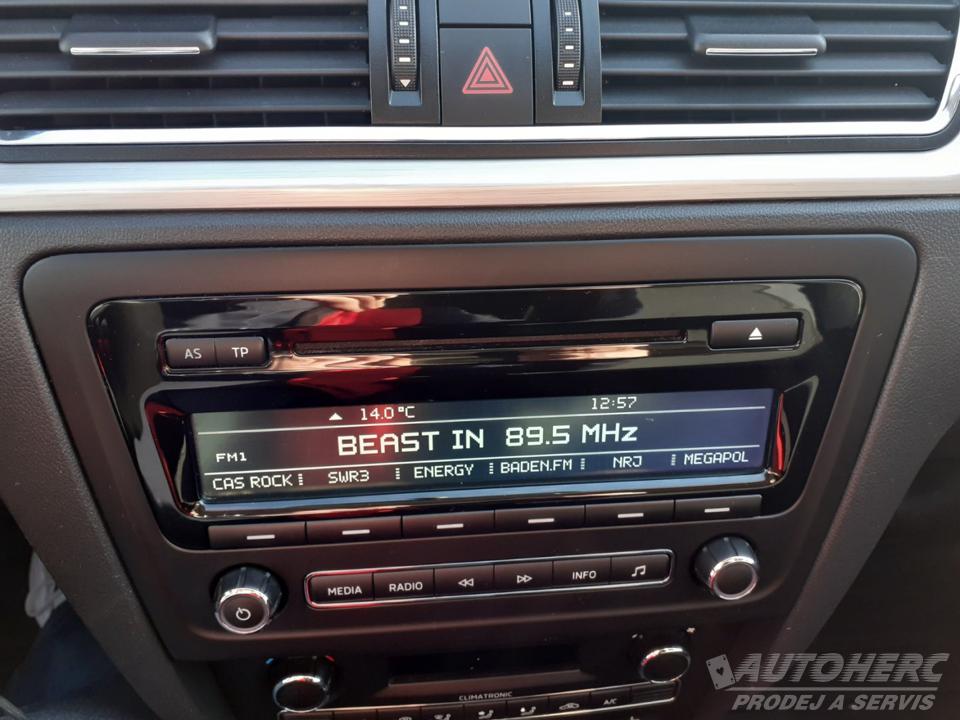 AS TP
14.0°C 12:57
BEAST IN 89.5 MHz
FM1
CAS ROCK SWR3 ENERGY BADEN.FM NRJ MEGAPOL
MEDIA RADIO INFO
CLIMATRONIC
A/C
AUTOHERC
PRODEJ A SERVIS